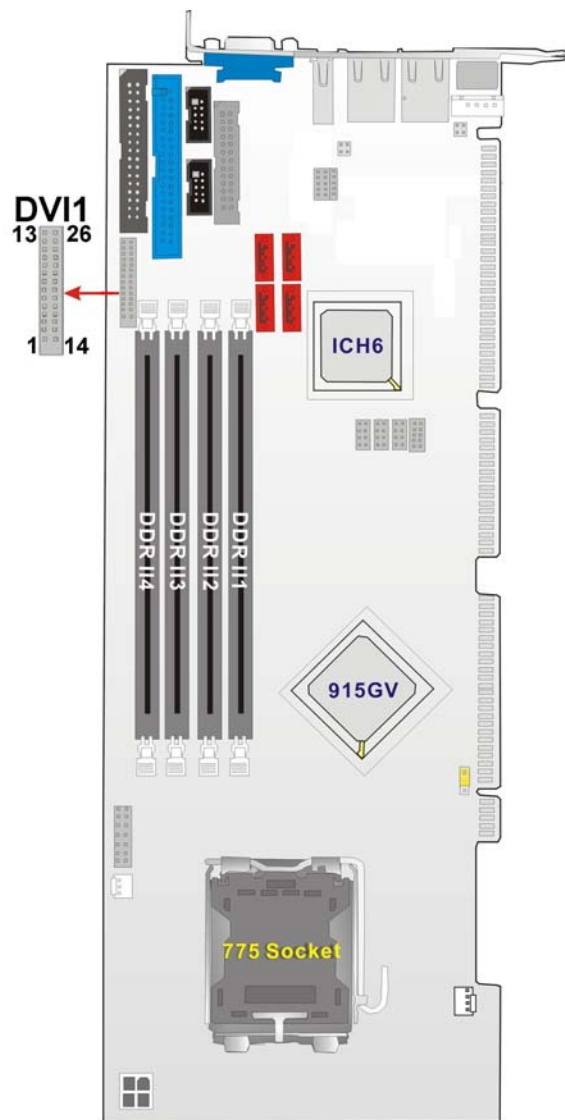 DVI1
13 26
1 14
ICH6
DDR II4
DDR II3
DDR II2
DDR II1
915GV
775 Socket